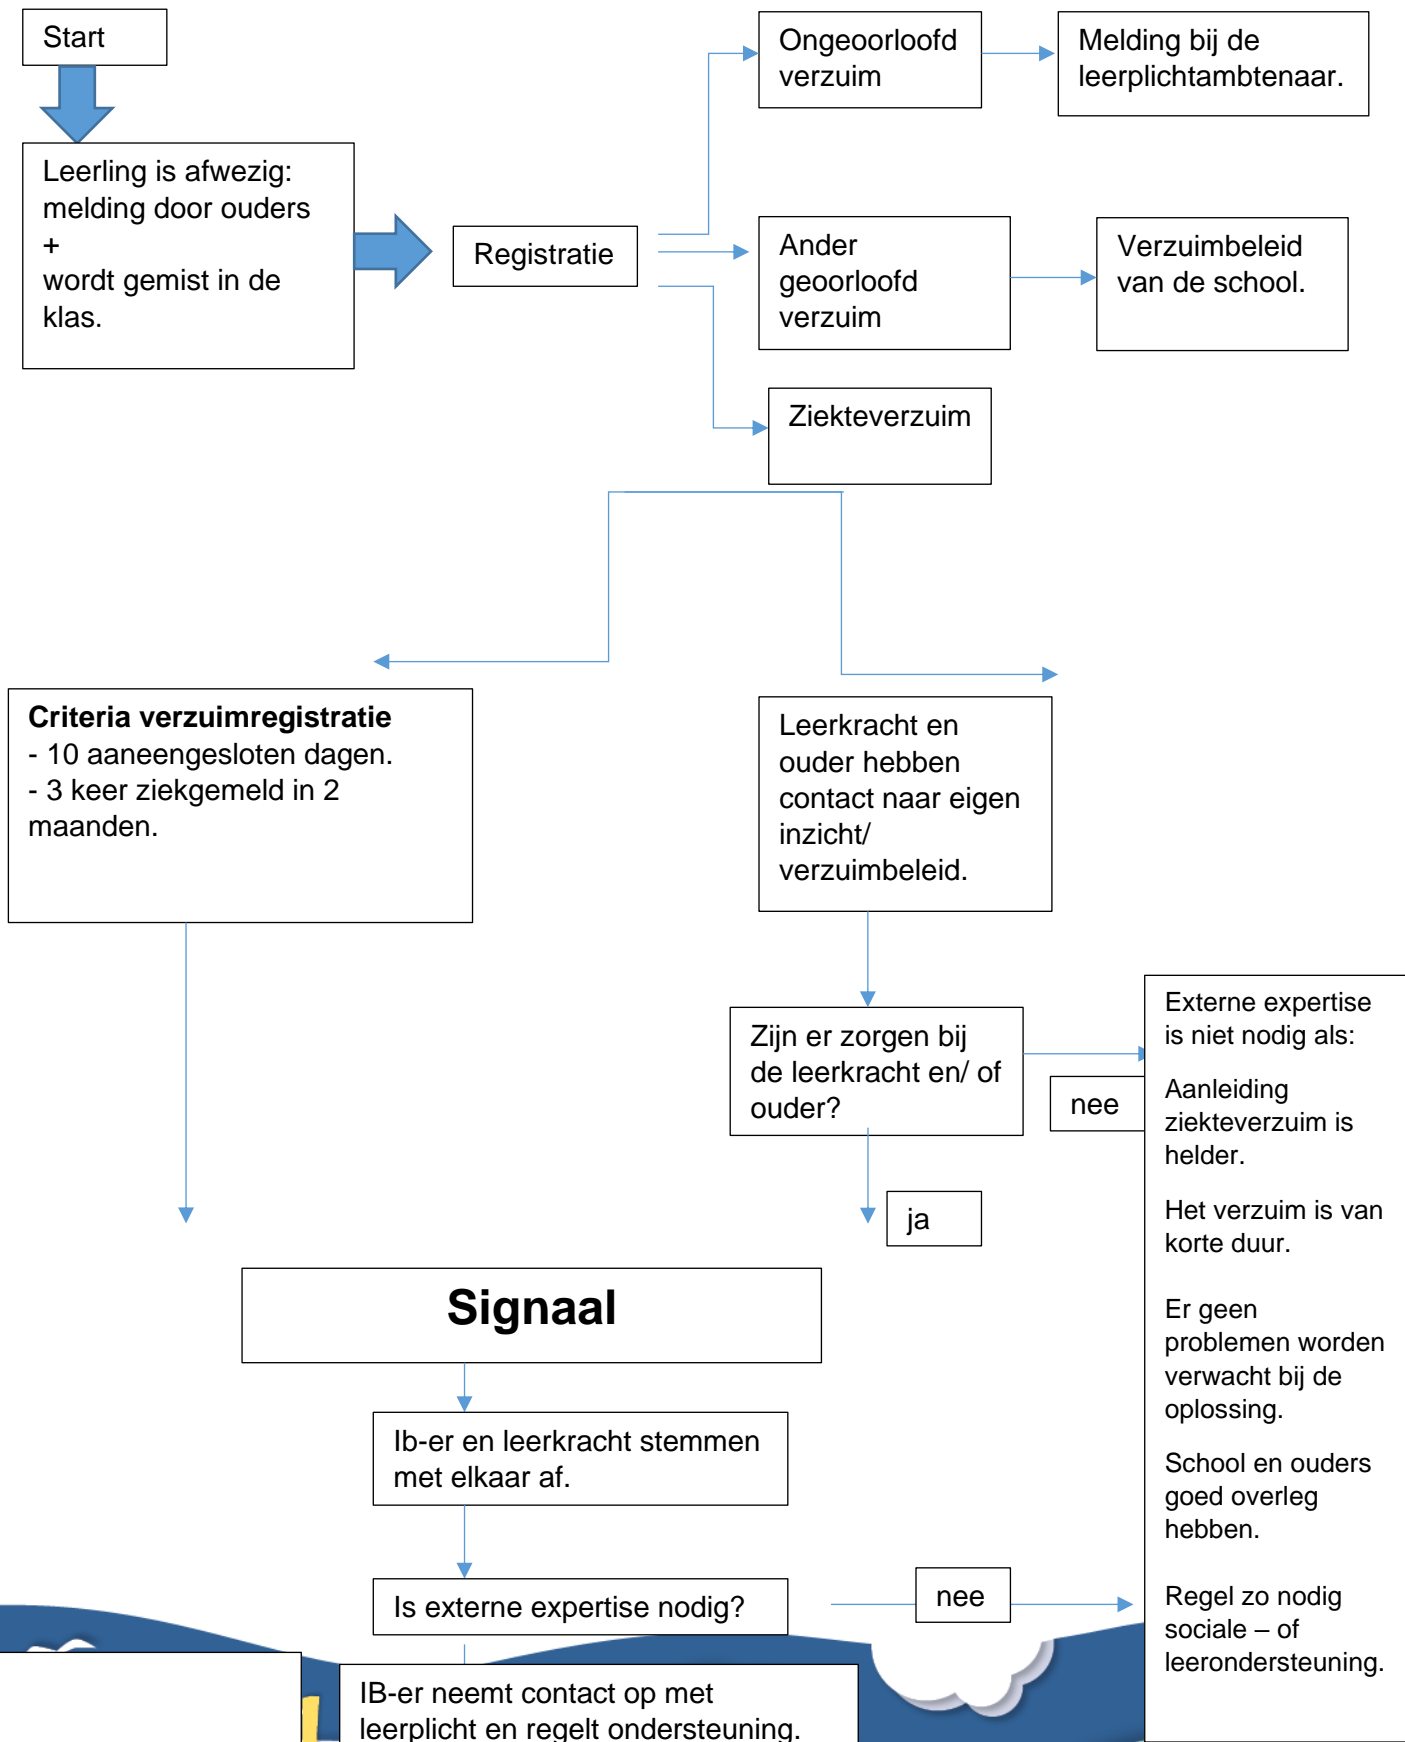 Start
Leerling is afwezig:
melding door ouders
+
wordt gemist in de
klas.
Registratie
Ongeoorloofd
verzuim
Melding bij de
leerplichtambtenaar.
Ander
geoorloofd
verzuim
Verzuimbeleid
van de school.
Ziekteverzuim
Criteria verzuimregistratie
- 10 aaneengesloten dagen.
- 3 keer ziekgemeld in 2
maanden.
Leerkracht en
ouder hebben
contact naar eigen
inzicht/
verzuimbeleid.
Zijn er zorgen bij
de leerkracht en/ of
ouder?
nee
ja
Externe expertise
is niet nodig als:
Aanleiding
ziekteverzuim is
helder.
Het verzuim is van
korte duur.
Er geen
problemen worden
verwacht bij de
oplossing.
School en ouders
goed overleg
hebben.
Regel zo nodig
sociale – of
leerondersteuning.
Signaal
Ib-er en leerkracht stemmen
met elkaar af.
Is externe expertise nodig?
nee
IB-er neemt contact op met
leerplicht en regelt ondersteuning.